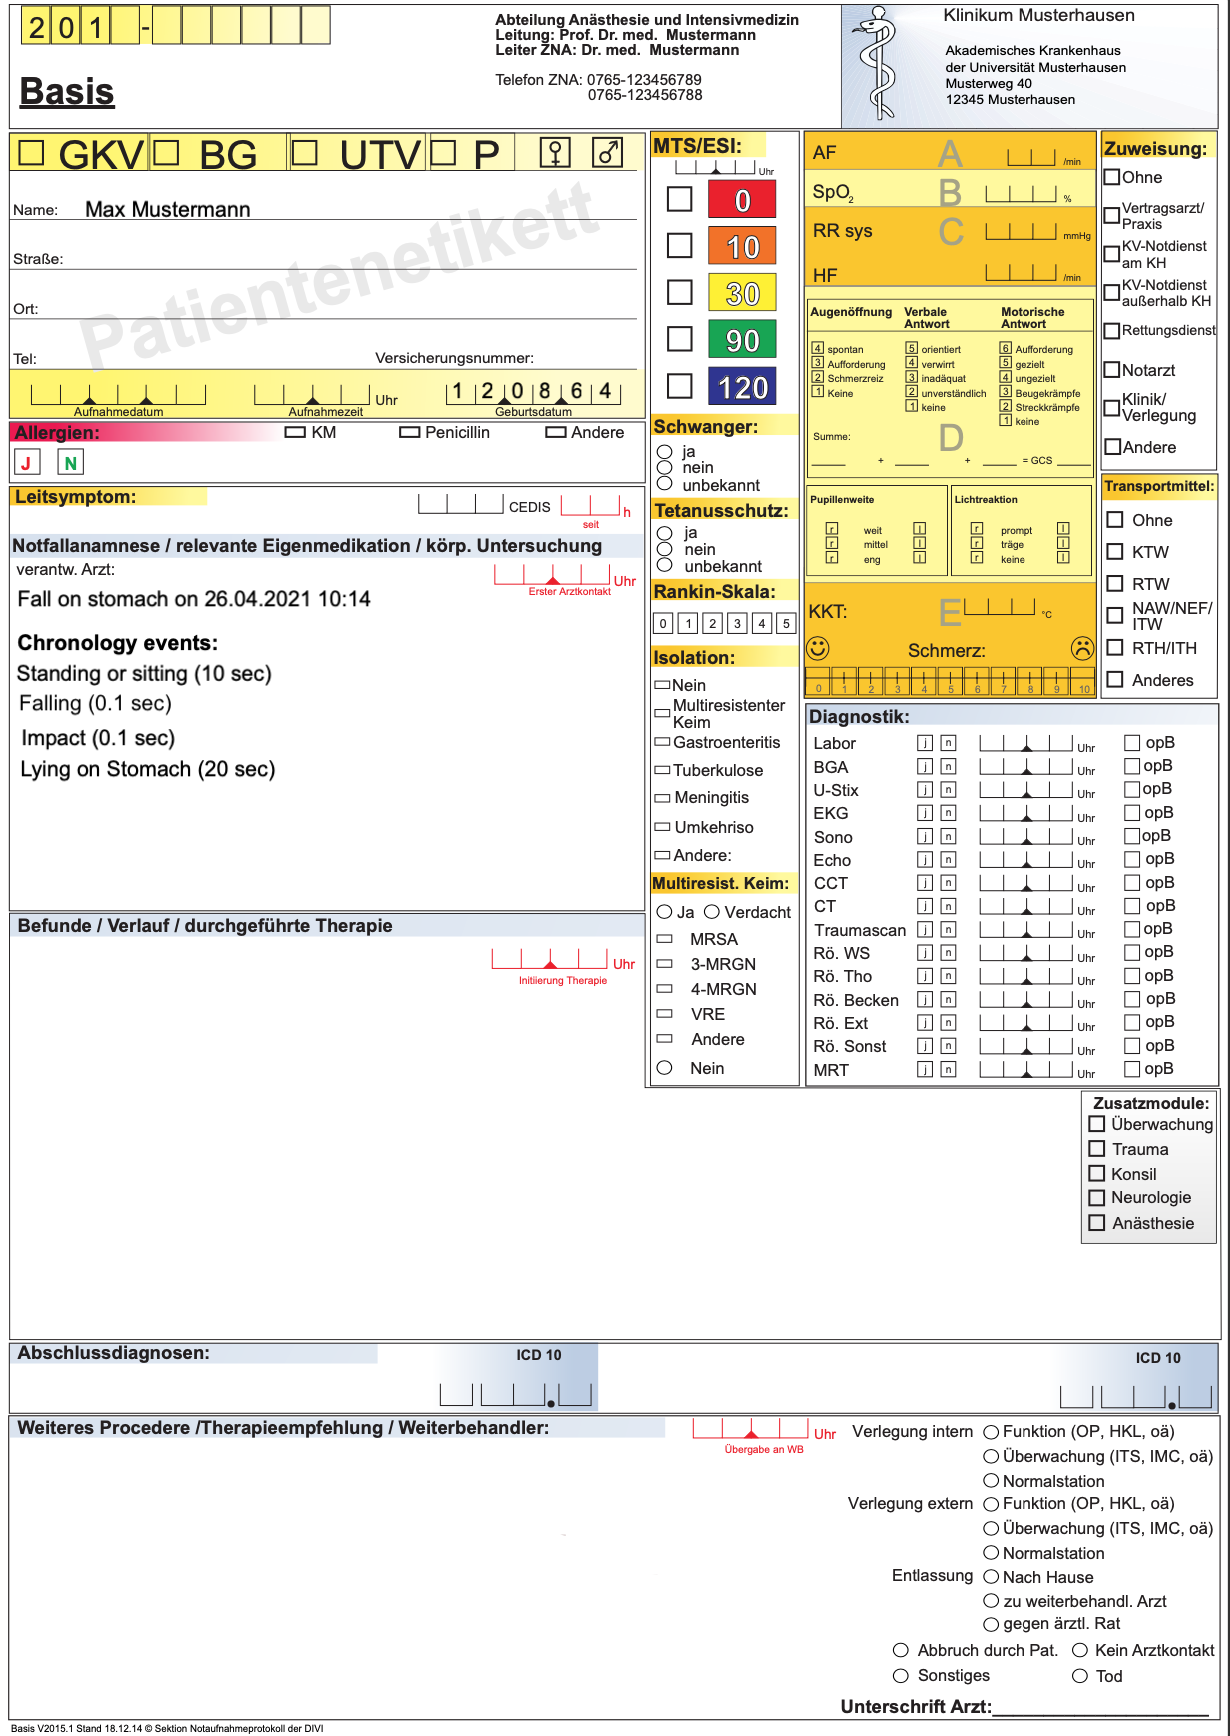 201 -
Basis
Abteilung Anästhesie und Intensivmedizin
Leitung: Prof. Dr. med. Mustermann
Leiter ZNA: Dr. med. Mustermann
Telefon ZNA: 0765-123456789
0765-123456788
Klinikum Musterhausen
Akademisches Krankenhaus
der Universität Musterhausen
Musterweg 40
12345 Musterhausen
GKV BG UTV P
Patientenetikett
Name: Max Mustermann
Straße:
Ort:
Tel: Versicherungsnummer:
Uhr 120864
Aufnahmedatum Aufnahmezeit Geburtsdatum
Allergien: KM Penicillin Andere
J N
Leitsymptom: CEDIS h
seit
Notfallanamnese / relevante Eigenmedikation / körp. Untersuchung
verantw. Arzt: Uhr
Erster Arztkontakt
Fall on stomach on 26.04.2021 10:14
Chronology events:
Standing or sitting (10 sec)
Falling (0.1 sec)
Impact (0.1 sec)
Lying on Stomach (20 sec)
Befunde / Verlauf / durchgeführte Therapie
Uhr
Initiierung Therapie
MTS/ESI:
Uhr
0
10
30
90
120
Schwanger:
ja
nein
unbekannt
Tetanusschutz:
ja
nein
unbekannt
Rankin-Skala:
0 1 2 3 4 5
Isolation:
Nein
Multiresistenter
Keim
Gastroenteritis
Tuberkulose
Meningitis
Umkehriso
Andere:
Multiresist. Keim:
Ja Verdacht
MRSA
3-MRGN
4-MRGN
VRE
Andere
Nein
AF A /min
SpO2 B %
RR sys C mmHg
HF /min
Augenöffnung Verbale Antwort Motorische Antwort
4 spontan 5 orientiert 6 Aufforderung
3 Aufforderung 4 verwirrt 5 gezielt
2 Schmerzreiz 3 inadäquat 4 ungezielt
1 Keine 2 unverständlich 3 Beugekrämpfe
1 keine 2 Streckkrämpfe
1 keine
Summe: D
+ + = GCS
Pupillenweite Lichtreaktion
r weit l r prompt l
r mittel l r träge l
r eng l r keine l
KKT: E °C
Schmerz:
0 1 2 3 4 5 6 7 8 9 10
Zuweisung:
Ohne
Vertragsarzt/
Praxis
KV-Notdienst
am KH
KV-Notdienst
außerhalb KH
Rettungsdienst
Notarzt
Klinik/
Verlegung
Andere
Transportmittel:
Ohne
KTW
RTW
NAW/NEF/
ITW
RTH/ITH
Anderes
Diagnostik:
Labor j n Uhr opB
BGA j n Uhr opB
U-Stix j n Uhr opB
EKG j n Uhr opB
Sono j n Uhr opB
Echo j n Uhr opB
CCT j n Uhr opB
CT j n Uhr opB
Traumascan j n Uhr opB
Rö. WS j n Uhr opB
Rö. Tho j n Uhr opB
Rö. Becken j n Uhr opB
Rö. Ext j n Uhr opB
Rö. Sonst j n Uhr opB
MRT j n Uhr opB
Zusatzmodule:
Überwachung
Trauma
Konsil
Neurologie
Anästhesie
Abschlussdiagnosen: ICD 10 ICD 10
Weiteres Procedere /Therapieempfehlung / Weiterbehandler:
Uhr
Übergabe an WB
Verlegung intern Funktion (OP, HKL, oä)
Überwachung (ITS, IMC, oä)
Normalstation
Verlegung extern Funktion (OP, HKL, oä)
Überwachung (ITS, IMC, oä)
Normalstation
Entlassung Nach Hause
zu weiterbehandl. Arzt
gegen ärztl. Rat
Abbruch durch Pat. Kein Arztkontakt
Sonstiges Tod
Unterschrift Arzt:
Basis V2015.1 Stand 18.12.14 © Sektion Notaufnahmeprotokoll der DIVI